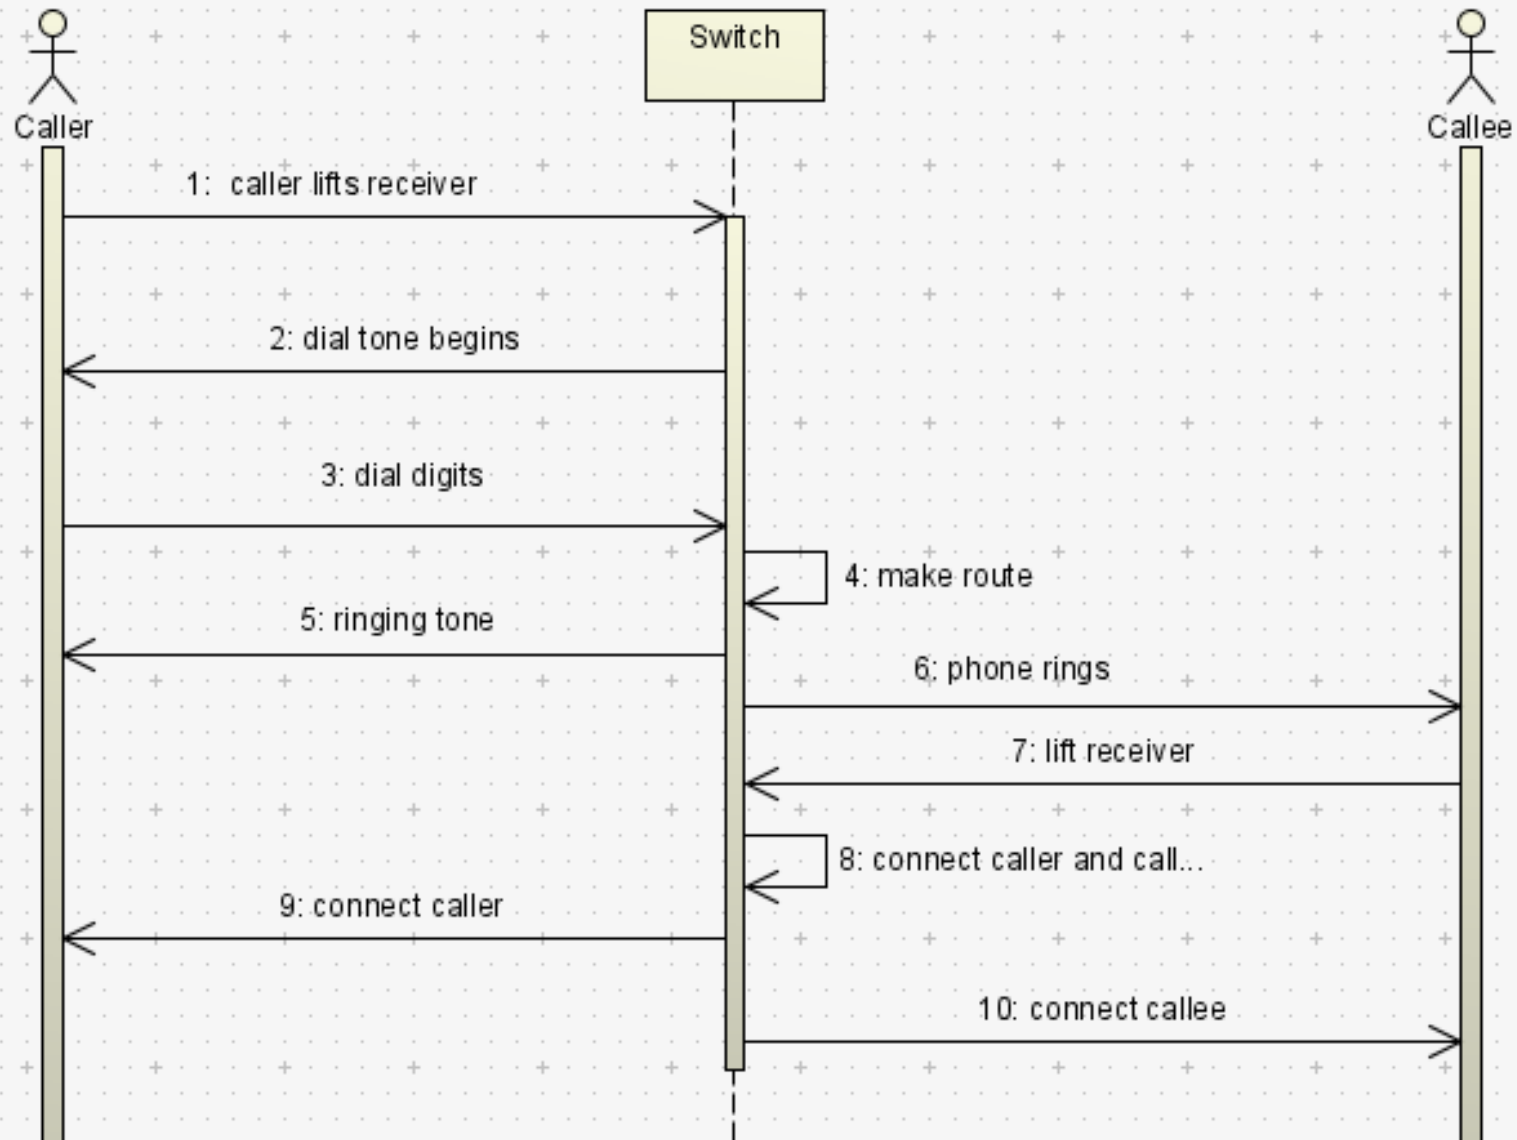 Switch
Caller
Callee
1: caller lifts receiver
2: dial tone begins
3: dial digits
4: make route
5: ringing tone
6: phone rings
7: lift receiver
8: connect caller and call...
9: connect caller
10: connect callee